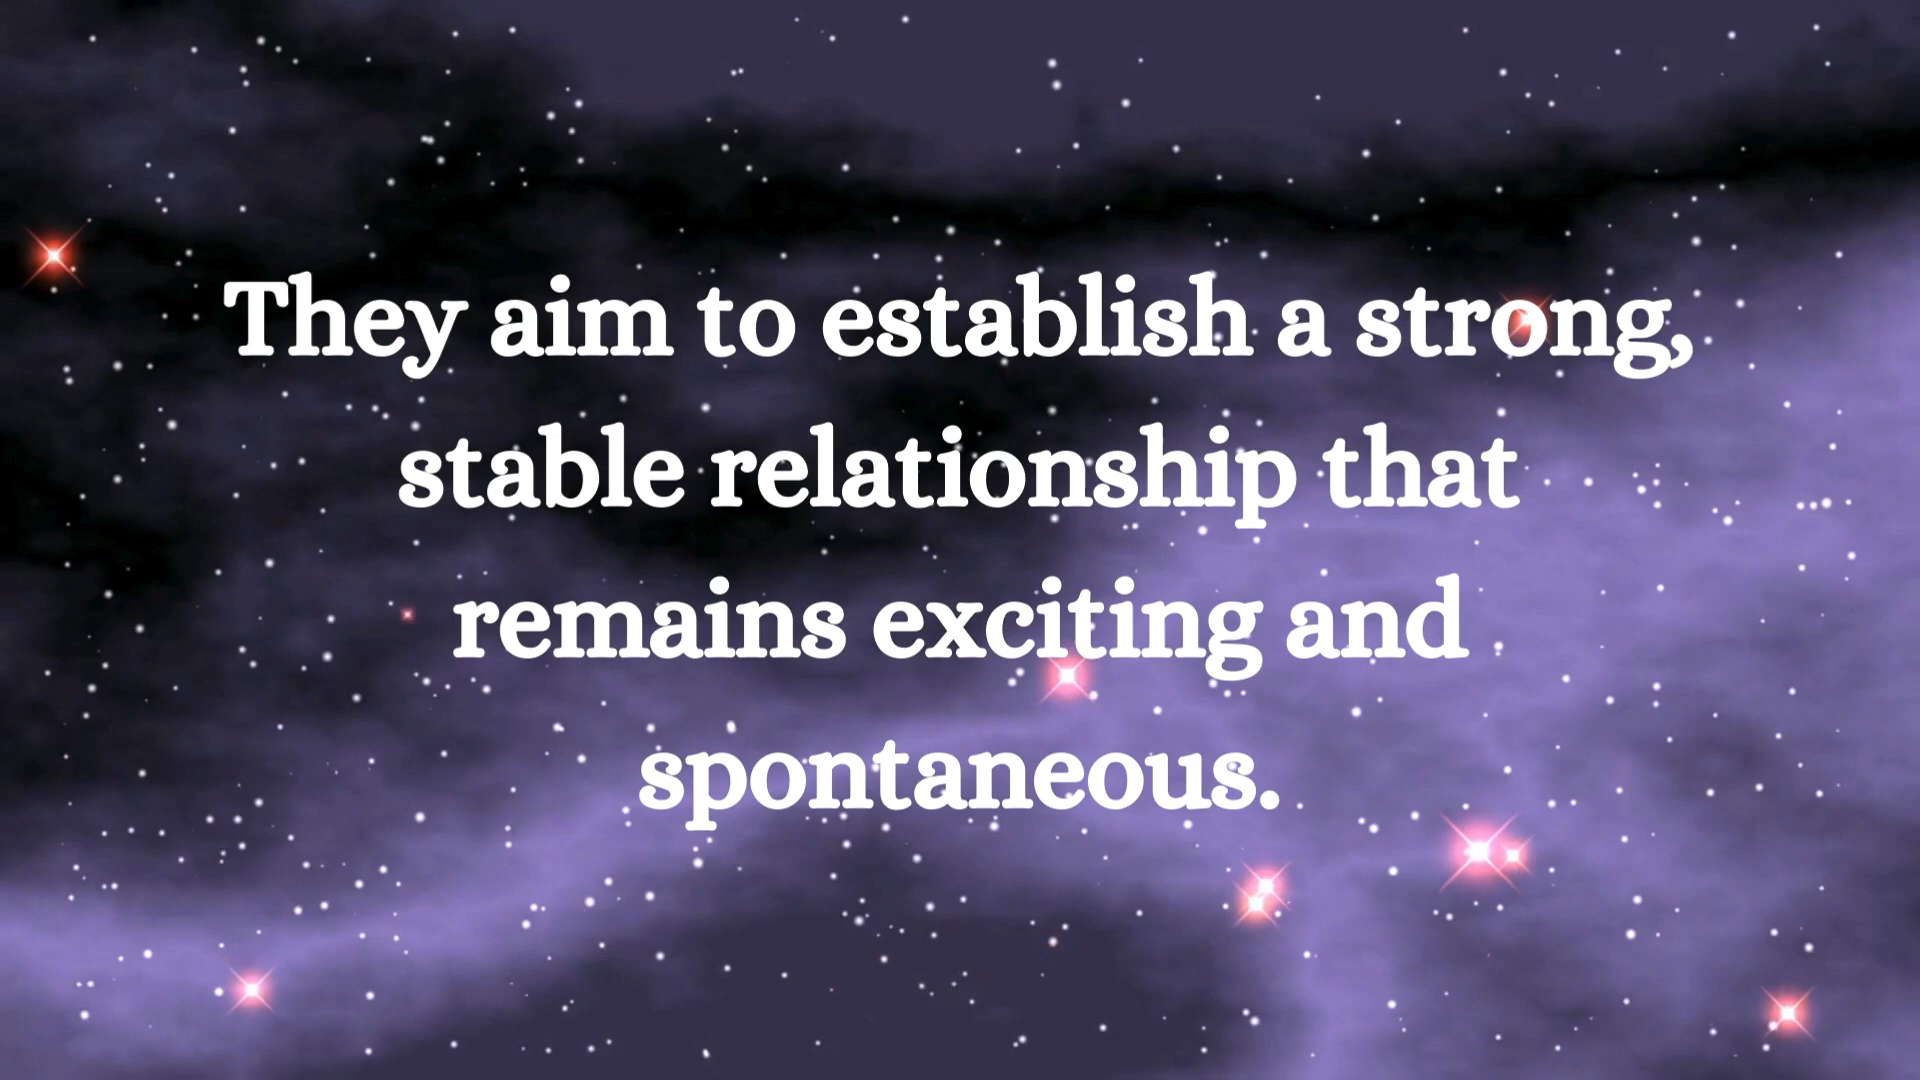 They aim to establish a strong,
stable relationship that
remains exciting and
spontaneous.